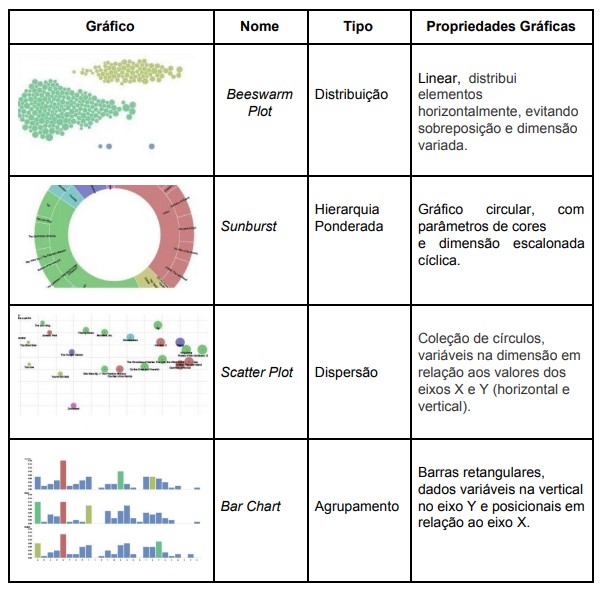 Gráfico Nome Tipo Propriedades Gráficas
Beeswarm
Plot
Distribuição
Linear, distribui
elementos
horizontalmente, evitando
sobreposição e dimensão
variada.
Sunburst
Hierarquia
Ponderada
Gráfico circular, com
parâmetros de cores
e dimensão escalonada
cíclica.
Scatter Plot
Dispersão
Coleção de círculos,
variáveis na dimensão em
relação aos valores dos
eixos X e Y (horizontal e
vertical).
Bar Chart
Agrupamento
Barras retangulares,
dados variáveis na vertical
no eixo Y e posicionais em
relação ao eixo X.